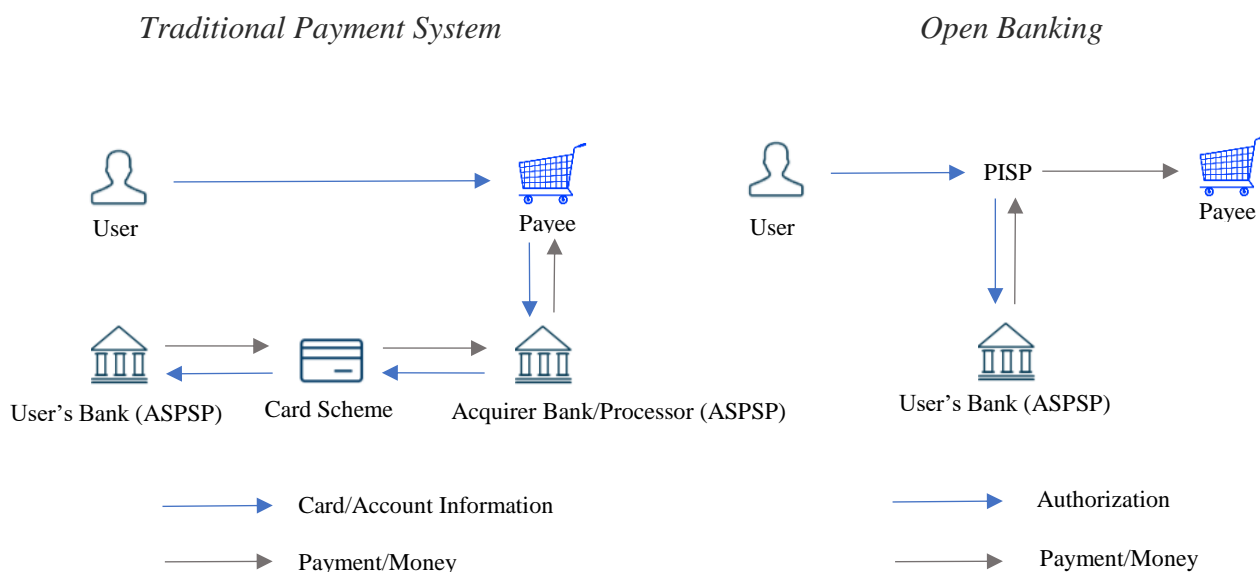 Traditional Payment System
Open Banking
User
Payee
User’s Bank (ASPSP)
Card Scheme
Acquirer Bank/Processor (ASPSP)
Card/Account Information
Payment/Money
PISP
User
Payee
User’s Bank (ASPSP)
Authorization
Payment/Money